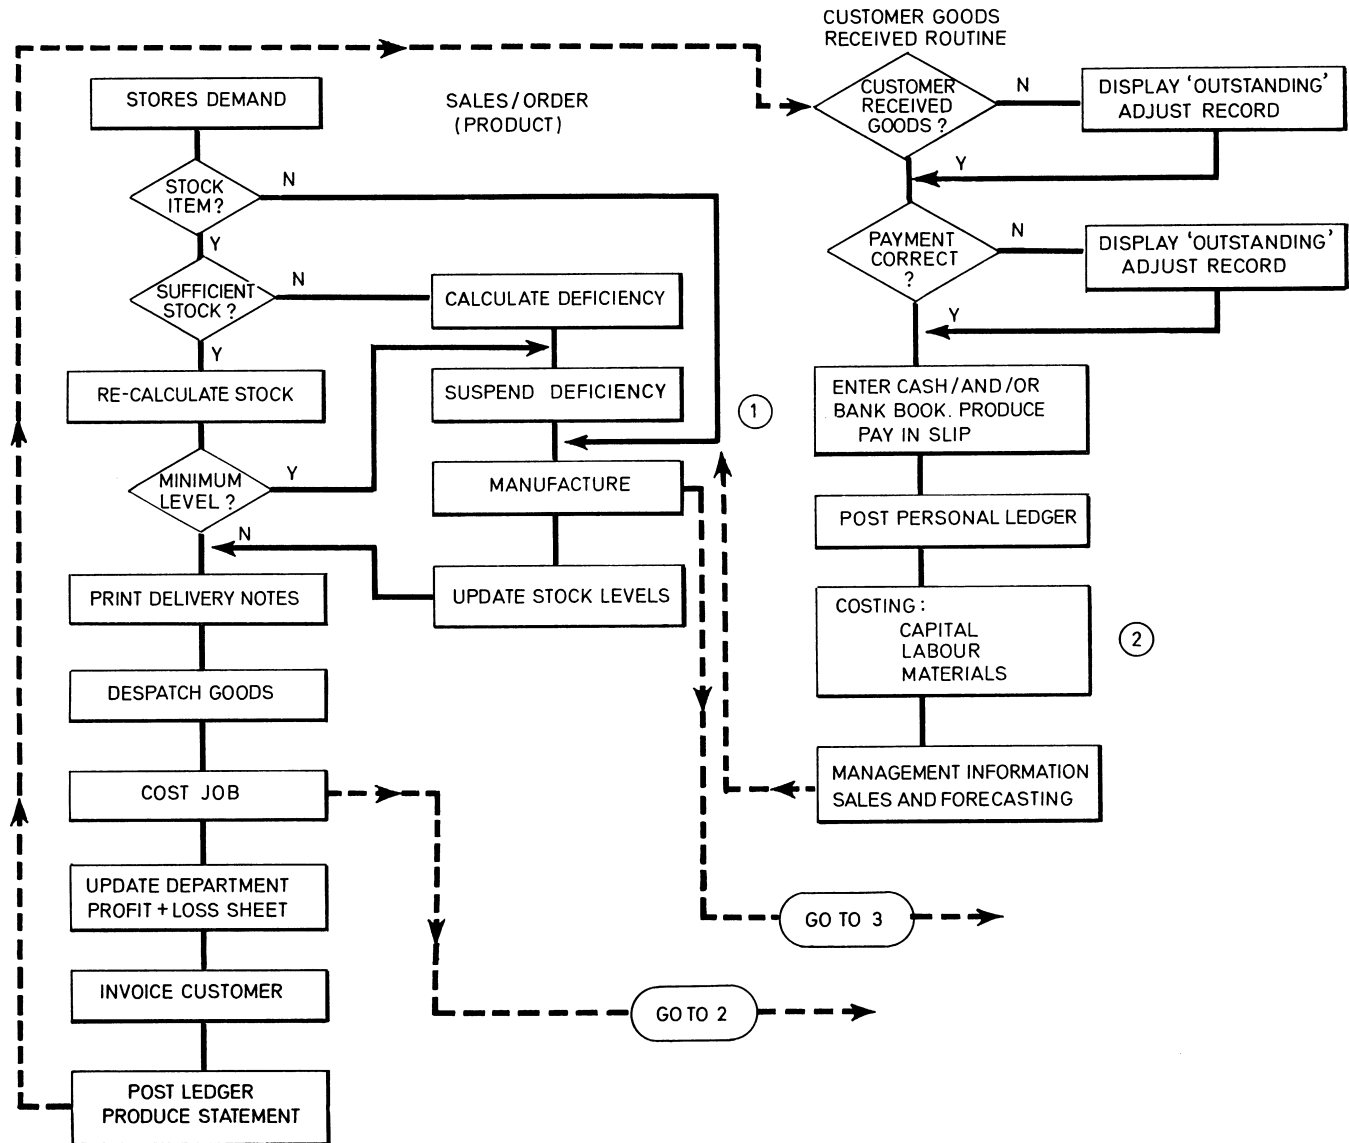 CUSTOMER GOODS
RECEIVED ROUTINE
STORES DEMAND
SALES/ORDER
(PRODUCT)
STOCK
ITEM?
N
Y
SUFFICIENT
STOCK?
N
Y
CALCULATE DEFICIENCY
RE-CALCULATE STOCK
SUSPEND DEFICIENCY
1
MINIMUM
LEVEL?
Y
N
MANUFACTURE
PRINT DELIVERY NOTES
UPDATE STOCK LEVELS
DESPATCH GOODS
COST JOB
UPDATE DEPARTMENT
PROFIT+LOSS SHEET
INVOICE CUSTOMER
POST LEDGER
PRODUCE STATEMENT
CUSTOMER
RECEIVED
GOODS?
N
DISPLAY 'OUTSTANDING'
ADJUST RECORD
Y
PAYMENT
CORRECT
?
N
DISPLAY 'OUTSTANDING'
ADJUST RECORD
Y
ENTER CASH/AND/OR
BANK BOOK. PRODUCE
PAY IN SLIP
POST PERSONAL LEDGER
COSTING:
CAPITAL
LABOUR
MATERIALS
2
MANAGEMENT INFORMATION
SALES AND FORECASTING
GO TO 3
GO TO 2